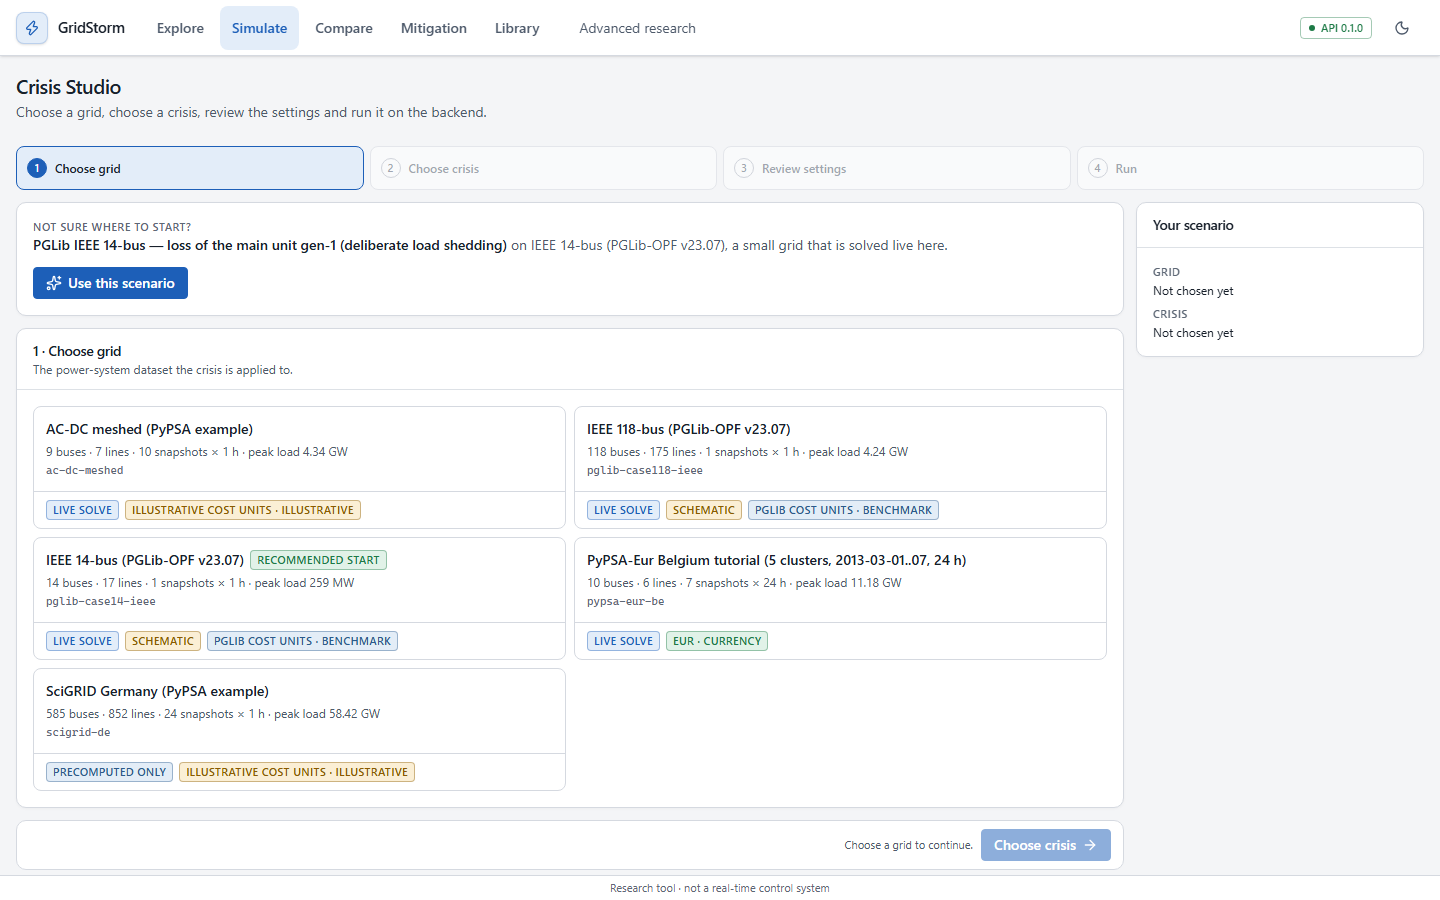 GridStorm
Explore
Simulate
Compare
Mitigation
Library
Advanced research
API 0.1.0
Crisis Studio
Choose a grid, choose a crisis, review the settings and run it on the backend.
1 Choose grid
2 Choose crisis
3 Review settings
4 Run
NOT SURE WHERE TO START?
PGLib IEEE 14-bus — loss of the main unit gen-1 (deliberate load shedding) on IEEE 14-bus (PGLib-OPF v23.07), a small grid that is solved live here.
Use this scenario
Your scenario
GRID
Not chosen yet
CRISIS
Not chosen yet
1 · Choose grid
The power-system dataset the crisis is applied to.
AC-DC meshed (PyPSA example)
9 buses · 7 lines · 10 snapshots × 1 h · peak load 4.34 GW
ac-dc-meshed
LIVE SOLVE
ILLUSTRATIVE COST UNITS · ILLUSTRATIVE
IEEE 118-bus (PGLib-OPF v23.07)
118 buses · 175 lines · 1 snapshots × 1 h · peak load 4.24 GW
pglib-case118-ieee
LIVE SOLVE
SCHEMATIC
PGLIB COST UNITS · BENCHMARK
IEEE 14-bus (PGLib-OPF v23.07)
RECOMMENDED START
14 buses · 17 lines · 1 snapshots × 1 h · peak load 259 MW
pglib-case14-ieee
LIVE SOLVE
SCHEMATIC
PGLIB COST UNITS · BENCHMARK
PyPSA-Eur Belgium tutorial (5 clusters, 2013-03-01..07, 24 h)
10 buses · 6 lines · 7 snapshots × 24 h · peak load 11.18 GW
pypsa-eur-be
LIVE SOLVE
EUR · CURRENCY
SciGRID Germany (PyPSA example)
585 buses · 852 lines · 24 snapshots × 1 h · peak load 58.42 GW
scigrid-de
PRECOMPUTED ONLY
ILLUSTRATIVE COST UNITS · ILLUSTRATIVE
Choose a grid to continue.
Choose crisis
Research tool · not a real-time control system